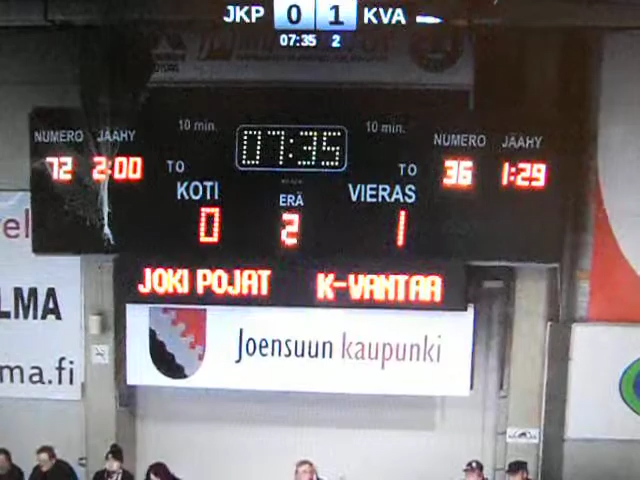 JKP 0 1 KVA
07:35 2
10 min. 07:35 10 min.
NUMERO JÄÄHY NUMERO JÄÄHY
72 2:00 TO TO 36 1:29
KOTI ERÄ VIERAS
0 2 1
JOKI POJAT K-VANTAA
LMA
Joensuun kaupunki
ma.fi